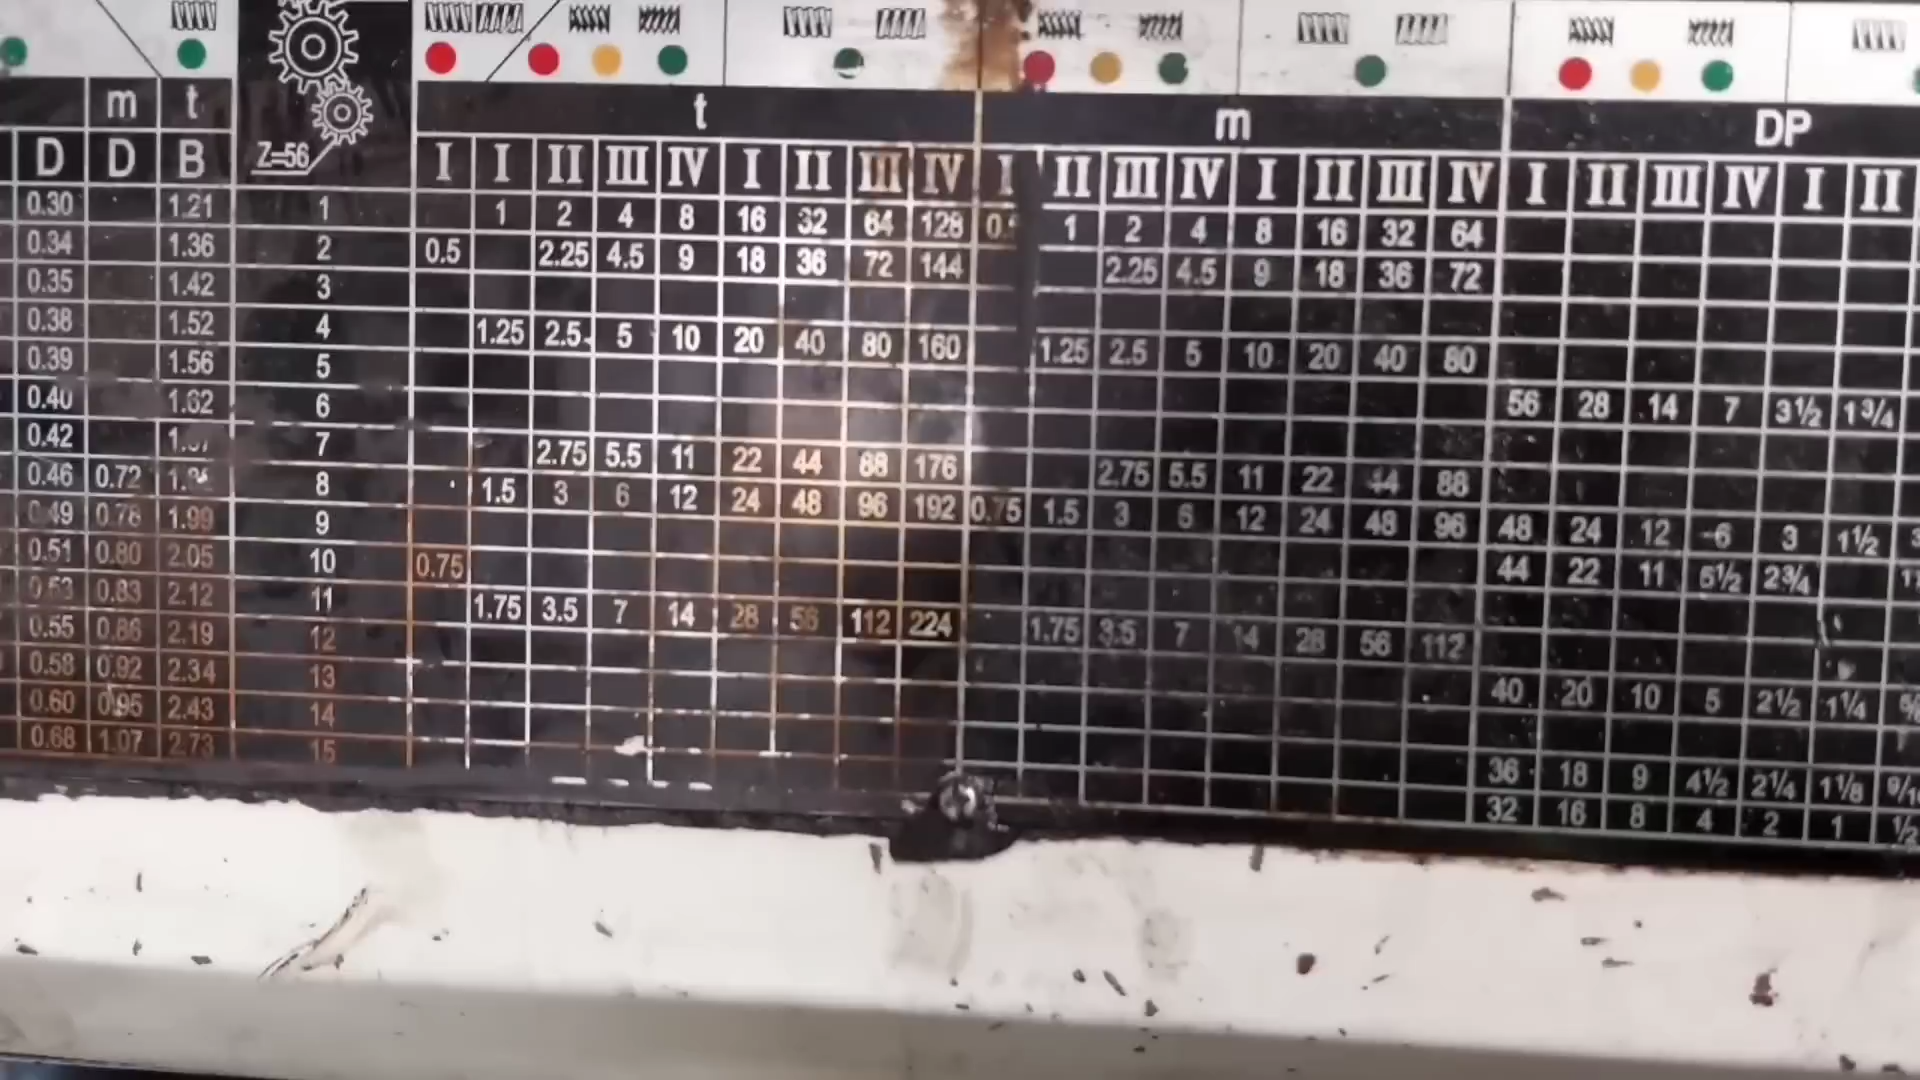 m t t m DP
D D B Z=56 I I II III IV I II III IV I II III IV I II III IV I II III IV I II
0.30 1.21 1 1 2 4 8 16 32 64 128 1 2 4 8 16 32 64
0.34 1.36 2 0.5 2.25 4.5 9 18 36 72 144 2.25 4.5 9 18 36 72
0.35 1.42 3
0.38 1.52 4 1.25 2.5 5 10 20 40 80 160 1.25 2.5 5 10 20 40 80
0.39 1.56 5 56 28 14 7 3½ 1¾
0.40 1.62 6
0.42 7 2.75 5.5 11 22 44 88 176 2.75 5.5 11 22 44 88
0.46 0.72 8 1.5 3 6 12 24 48 96 192 0.75 1.5 3 6 12 24 48 96 48 24 12 6 3 1½
0.49 0.78 1.99 9 44 22 11 5½ 2¾
0.51 0.80 2.05 10 0.75
0.53 0.83 2.12 11 1.75 3.5 7 14 28 56 112 224 1.75 3.5 7 14 28 56 112
0.55 0.86 2.19 12 40 20 10 5 2½ 1¼
0.58 0.92 2.34 13
0.60 0.95 2.43 14 36 18 9 4½ 2¼ 1⅛
0.68 1.07 2.73 15 32 16 8 4 2 1 ½